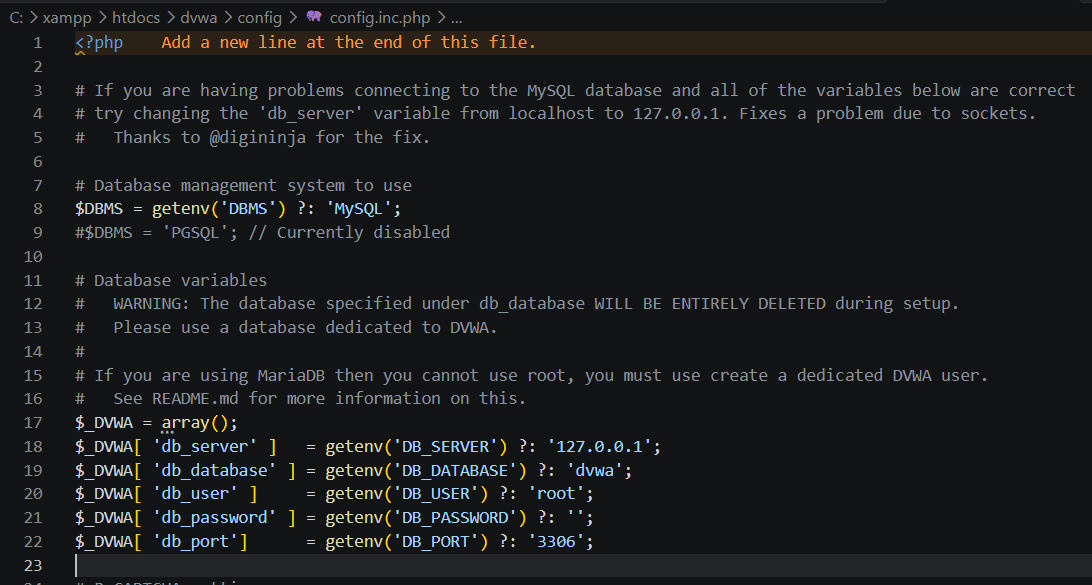 C: > xampp > htdocs > dvwa > config > config.inc.php > ...
1 <?php    Add a new line at the end of this file.
2
3 # If you are having problems connecting to the MySQL database and all of the variables below are correct
4 # try changing the 'db_server' variable from localhost to 127.0.0.1. Fixes a problem due to sockets.
5 #   Thanks to @digininja for the fix.
6
7 # Database management system to use
8 $DBMS = getenv('DBMS') ?: 'MySQL';
9 #$DBMS = 'PGSQL'; // Currently disabled
10
11 # Database variables
12 #   WARNING: The database specified under db_database WILL BE ENTIRELY DELETED during setup.
13 #   Please use a database dedicated to DVWA.
14 #
15 # If you are using MariaDB then you cannot use root, you must use create a dedicated DVWA user.
16 #   See README.md for more information on this.
17 $_DVWA = array();
18 $_DVWA[ 'db_server' ]   = getenv('DB_SERVER') ?: '127.0.0.1';
19 $_DVWA[ 'db_database' ] = getenv('DB_DATABASE') ?: 'dvwa';
20 $_DVWA[ 'db_user' ]     = getenv('DB_USER') ?: 'root';
21 $_DVWA[ 'db_password' ] = getenv('DB_PASSWORD') ?: '';
22 $_DVWA[ 'db_port']      = getenv('DB_PORT') ?: '3306';
23